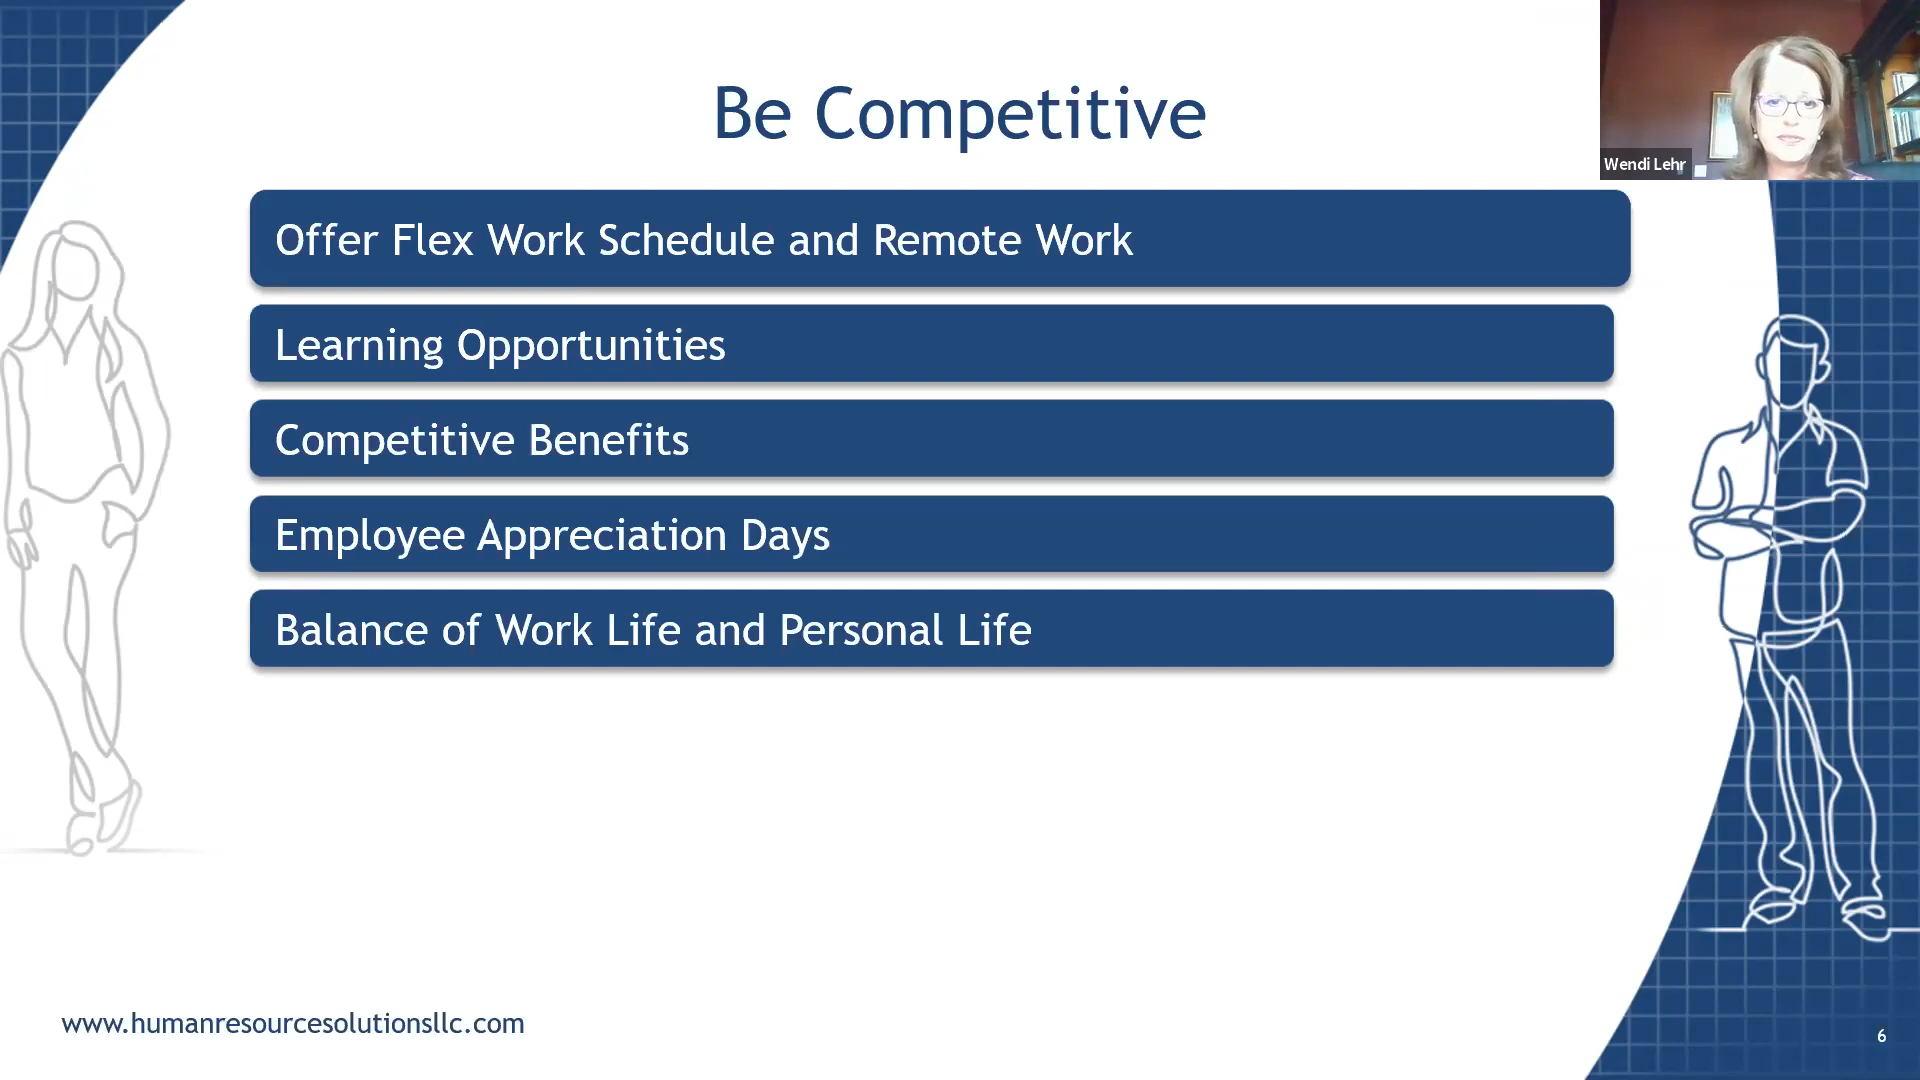 Be Competitive
Wendi Lehr
Offer Flex Work Schedule and Remote Work
Learning Opportunities
Competitive Benefits
Employee Appreciation Days
Balance of Work Life and Personal Life
www.humanresourcesolutionsllc.com
6